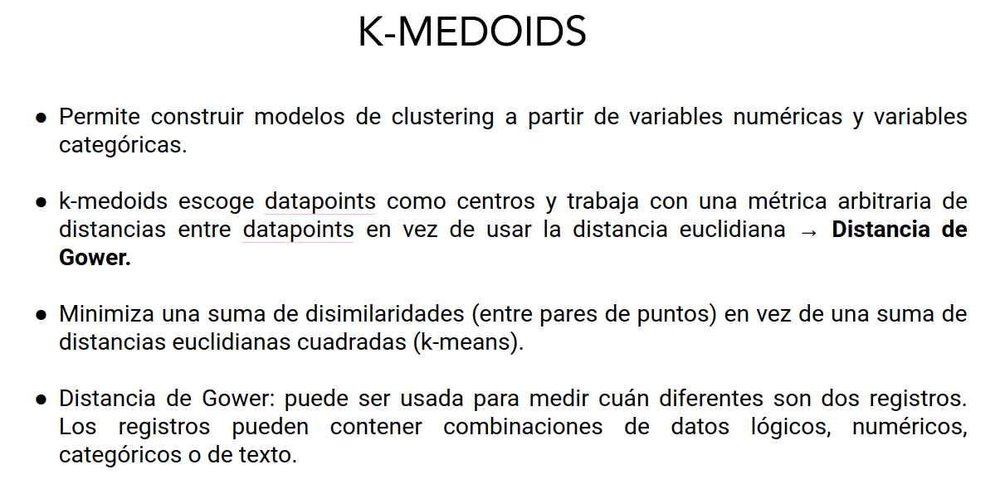 K-MEDOIDS
● Permite construir modelos de clustering a partir de variables numéricas y variables
categóricas.
● k-medoids escoge datapoints como centros y trabaja con una métrica arbitraria de
distancias entre datapoints en vez de usar la distancia euclidiana → Distancia de
Gower.
● Minimiza una suma de disimilaridades (entre pares de puntos) en vez de una suma de
distancias euclidianas cuadradas (k-means).
● Distancia de Gower: puede ser usada para medir cuán diferentes son dos registros.
Los registros pueden contener combinaciones de datos lógicos, numéricos,
categóricos o de texto.